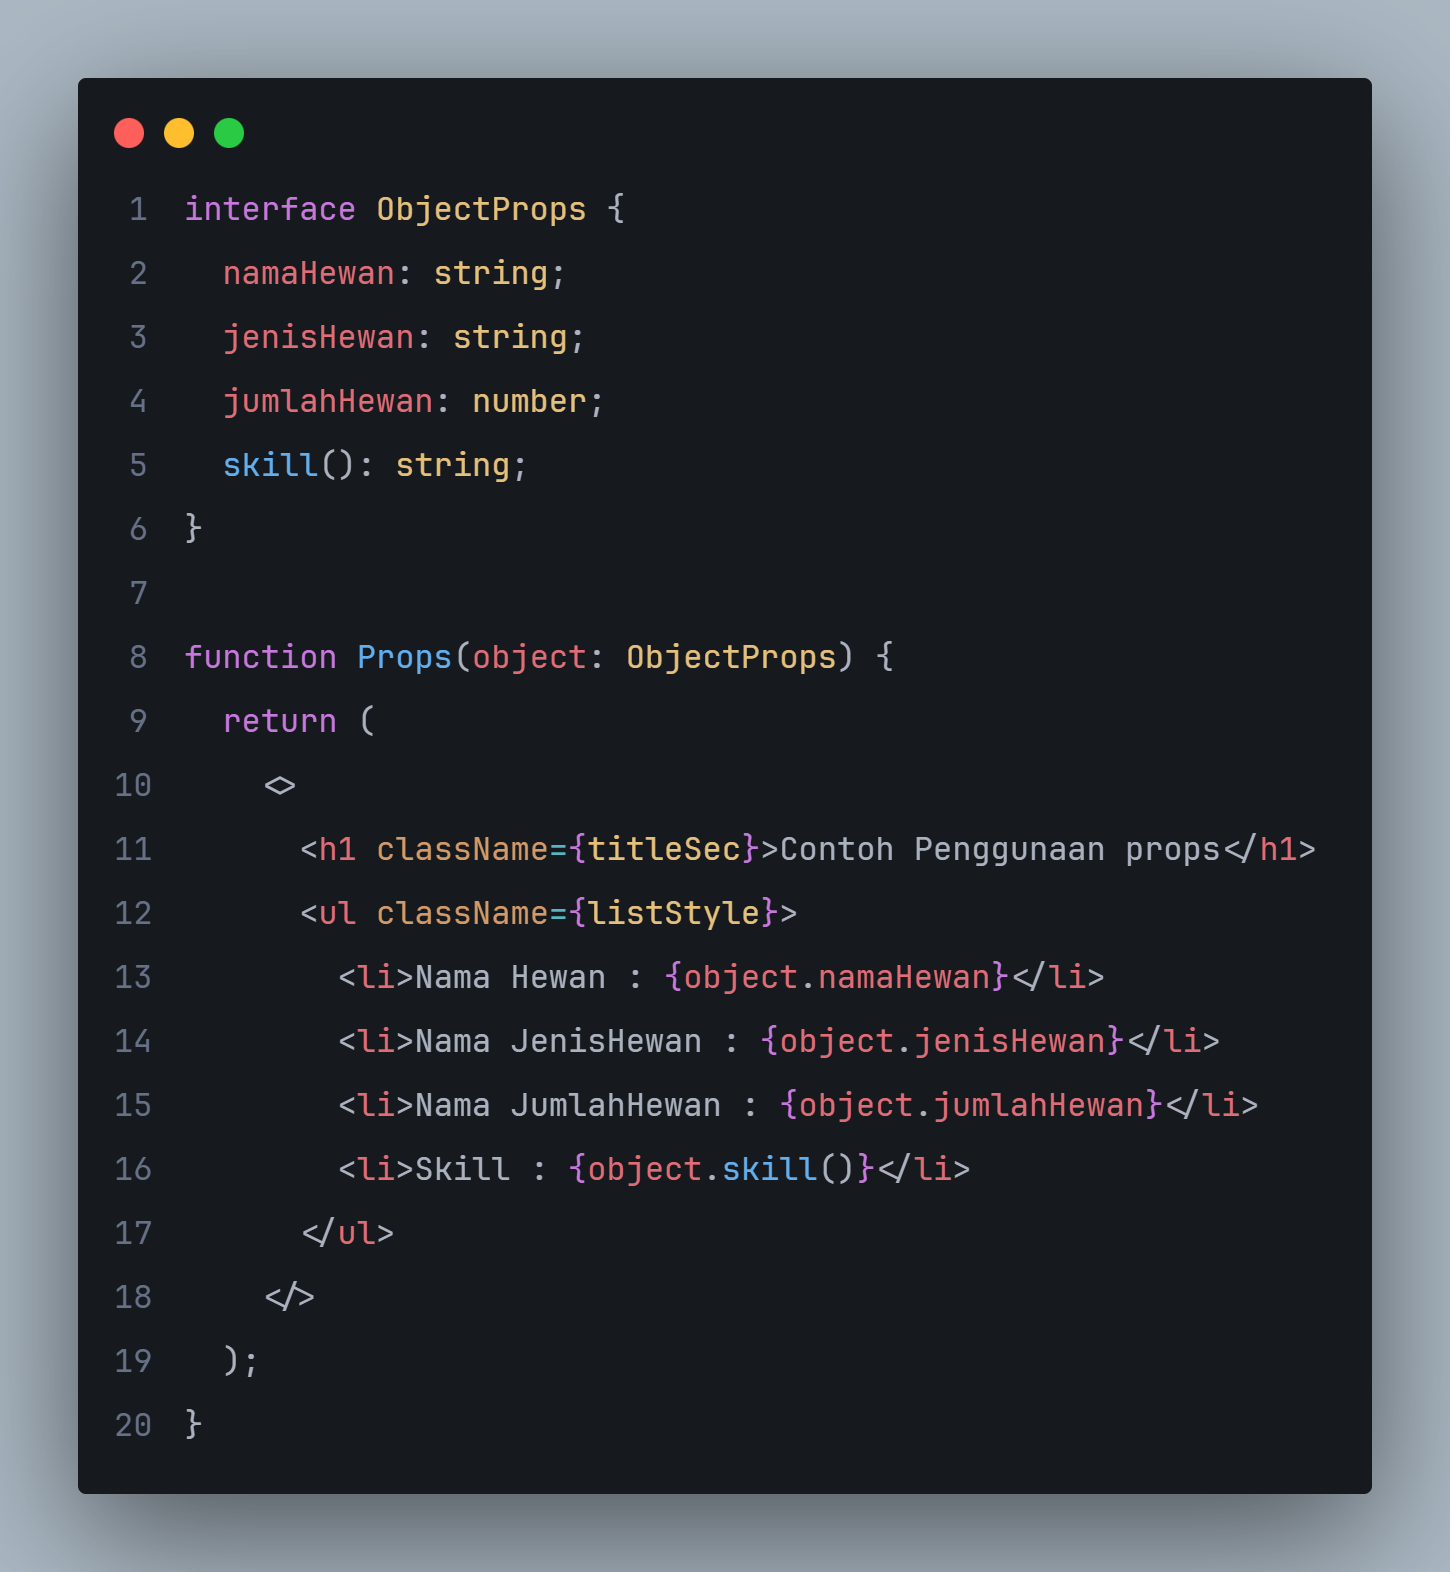 1 interface ObjectProps {
2   namaHewan: string;
3   jenisHewan: string;
4   jumlahHewan: number;
5   skill(): string;
6 }
7
8 function Props(object: ObjectProps) {
9   return (
10     <>
11       <h1 className={titleSec}>Contoh Penggunaan props</h1>
12       <ul className={listStyle}>
13         <li>Nama Hewan : {object.namaHewan}</li>
14         <li>Nama JenisHewan : {object.jenisHewan}</li>
15         <li>Nama JumlahHewan : {object.jumlahHewan}</li>
16         <li>Skill : {object.skill()}</li>
17       </ul>
18     </>
19   );
20 }